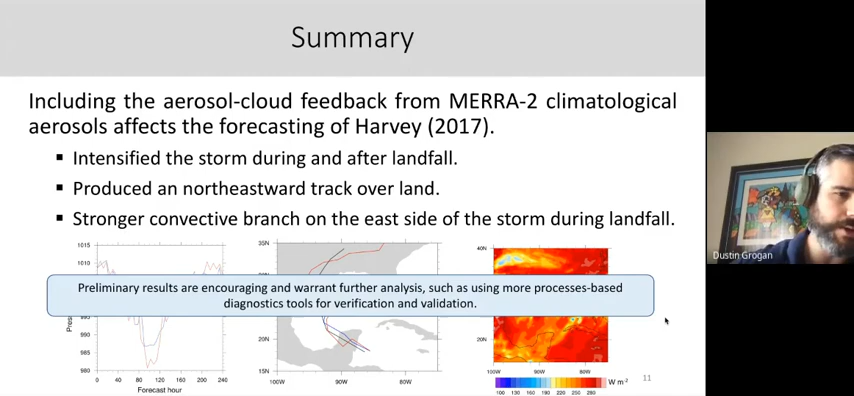 Summary
Including the aerosol-cloud feedback from MERRA-2 climatological
aerosols affects the forecasting of Harvey (2017).
▪ Intensified the storm during and after landfall.
▪ Produced an northeastward track over land.
▪ Stronger convective branch on the east side of the storm during landfall.
Preliminary results are encouraging and warrant further analysis, such as using more processes-based
diagnostics tools for verification and validation.
1015
1010
995
990
985
980
0 40 80 120 160 200 240
Forecast hour
35N
20N
15N
100W 90W 80W
40N
20N
100W 90W 80W
100 130 160 190 220 250 280
W m-2
11
Dustin Grogan